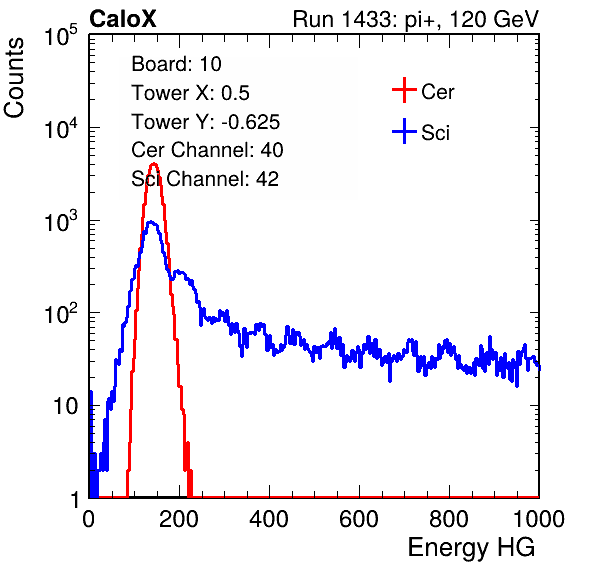 CaloX Run 1433: pi+, 120 GeV
Counts
10^5
10^4
10^3
10^2
10
1
Board: 10
Tower X: 0.5
Tower Y: -0.625
Cer Channel: 40
Sci Channel: 42
Cer
Sci
0 200 400 600 800 1000
Energy HG